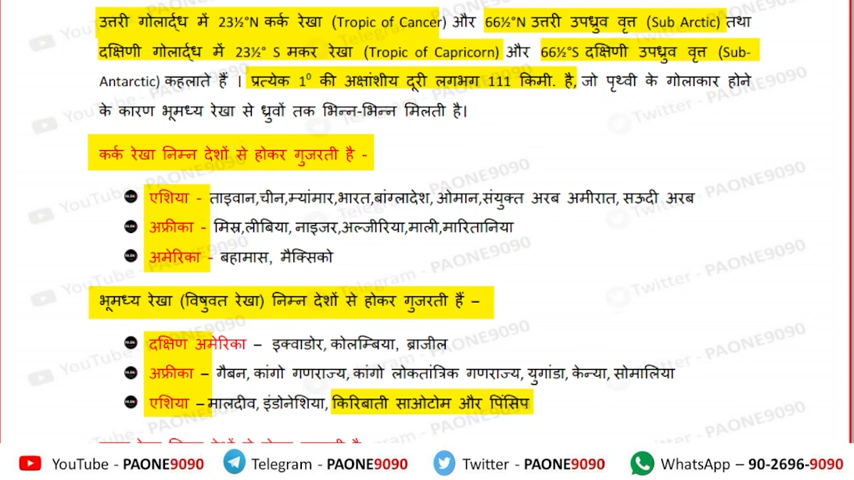 उत्तरी गोलार्द्ध में 23½°N कर्क रेखा (Tropic of Cancer) और 66½°N उत्तरी उपध्रुव वृत्त (Sub Arctic) तथा
दक्षिणी गोलार्द्ध में 23½° S मकर रेखा (Tropic of Capricorn) और 66½°S दक्षिणी उपध्रुव वृत्त (Sub-
Antarctic) कहलाते हैं । प्रत्येक 1⁰ की अक्षांशीय दूरी लगभग 111 किमी. है, जो पृथ्वी के गोलाकार होने
के कारण भूमध्य रेखा से ध्रुवों तक भिन्न-भिन्न मिलती है।
कर्क रेखा निम्न देशों से होकर गुजरती है -
एशिया - ताइवान,चीन,म्यांमार,भारत,बांग्लादेश, ओमान,संयुक्त अरब अमीरात, सऊदी अरब
अफ्रीका - मिस्र,लीबिया, नाइजर,अल्जीरिया,माली,मारितानिया
अमेरिका - बहामास, मैक्सिको
भूमध्य रेखा (विषुवत रेखा) निम्न देशों से होकर गुजरती हैं –
दक्षिण अमेरिका – इक्वाडोर, कोलम्बिया, ब्राजील
अफ्रीका – गैबन, कांगो गणराज्य, कांगो लोकतांत्रिक गणराज्य, युगांडा, केन्या, सोमालिया
एशिया – मालदीव, इंडोनेशिया, किरिबाती साओटोम और पिंसिप
YouTube - PAONE9090 Telegram - PAONE9090 Twitter - PAONE9090 WhatsApp – 90-2696-9090